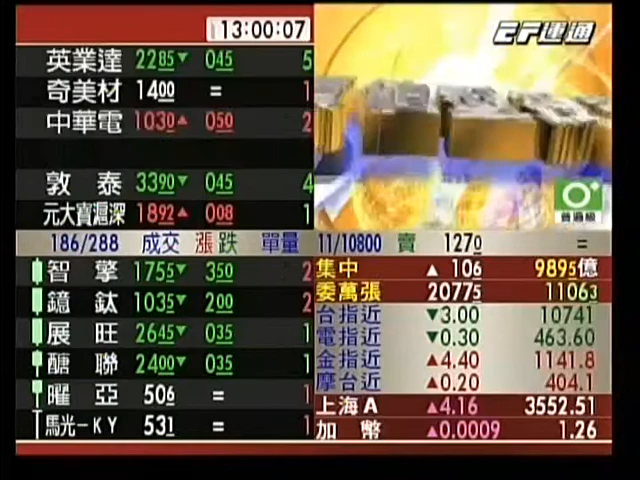 13:00:07
EF運通
英業達 2285▼ 045 5
奇美材 1400 = 1
中華電 1030▲ 050 2
敦泰 3390▼ 045 4
元大寶滬深 1892▲ 008 1
普遍級
186/288 成交 漲跌 單量 11/10800 賣 1270 =
智擎 1755▼ 350 2
鐿鈦 1035▼ 200 2
展旺 2645▼ 035 1
醣聯 2400▼ 035 1
曜亞 506 = 1
馬光-KY 531 = 1
集中 ▲106 9895億
委萬張 20775 11063
台指近 ▼3.00 10741
電指近 ▼0.30 463.60
金指近 ▲4.40 1141.8
摩台近 ▲0.20 404.1
上海A ▲4.16 3552.51
加幣 ▲0.0009 1.26